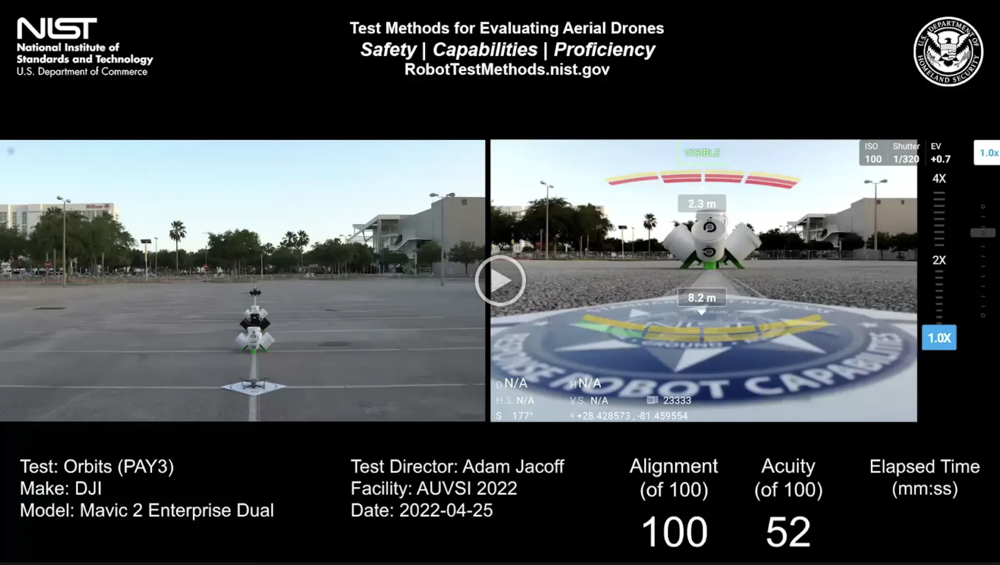 NIST
National Institute of
Standards and Technology
U.S. Department of Commerce
Test Methods for Evaluating Aerial Drones
Safety | Capabilities | Proficiency
RobotTestMethods.nist.gov
U.S. DEPARTMENT OF
HOMELAND SECURITY
Hilton
VISIBLE
ISO Shutter EV
100 1/320 +0.7
1.0x
4X
2.3 m
2X
8.2 m
1.0X
GROUND
RESPONSE ROBOT CAPABILITIES
D N/A H N/A
H.S. N/A V.S. N/A 23333
S 177° +28.428573, -81.459554
Test: Orbits (PAY3)
Make: DJI
Model: Mavic 2 Enterprise Dual
Test Director: Adam Jacoff
Facility: AUVSI 2022
Date: 2022-04-25
Alignment
(of 100)
100
Acuity
(of 100)
52
Elapsed Time
(mm:ss)